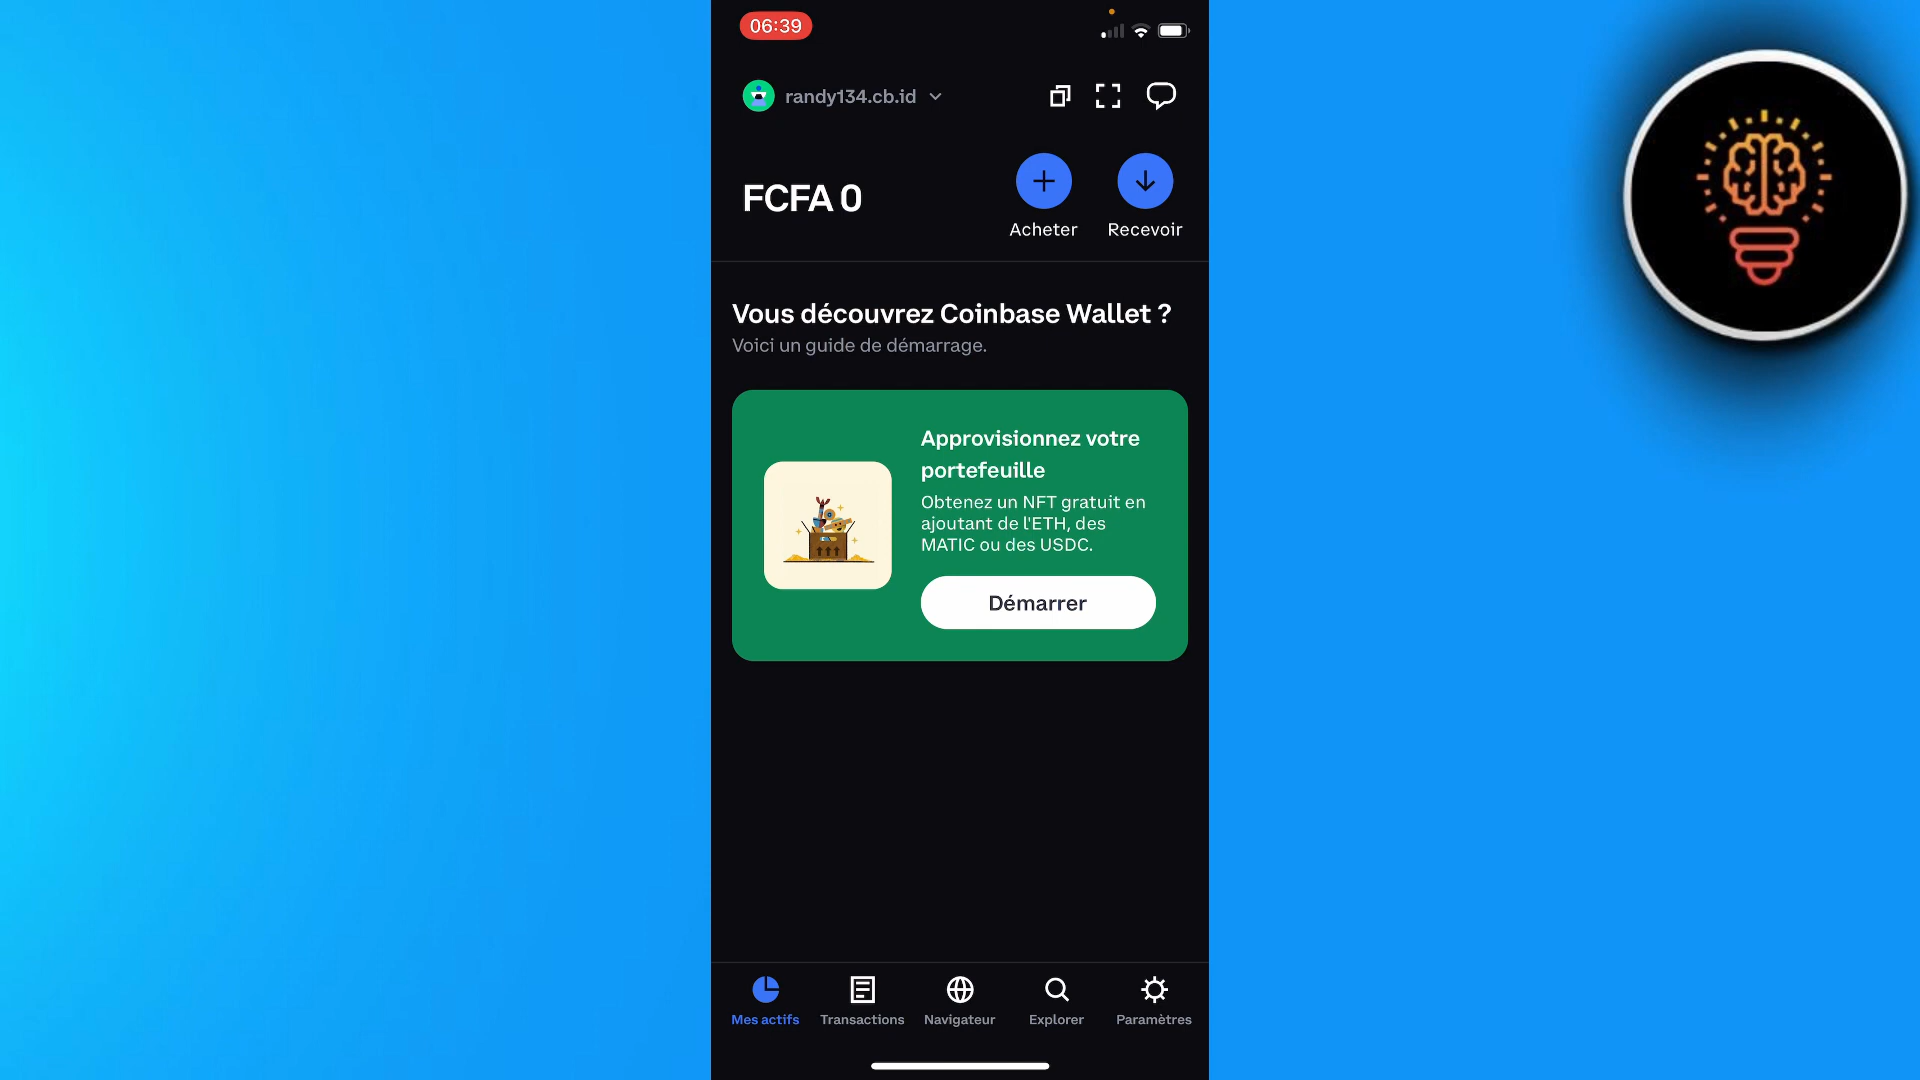 06:39
randy134.cb.id
FCFA 0
Acheter
Recevoir
Vous découvrez Coinbase Wallet ?
Voici un guide de démarrage.
Approvisionnez votre
portefeuille
Obtenez un NFT gratuit en
ajoutant de l'ETH, des
MATIC ou des USDC.
Démarrer
Mes actifs
Transactions
Navigateur
Explorer
Paramètres